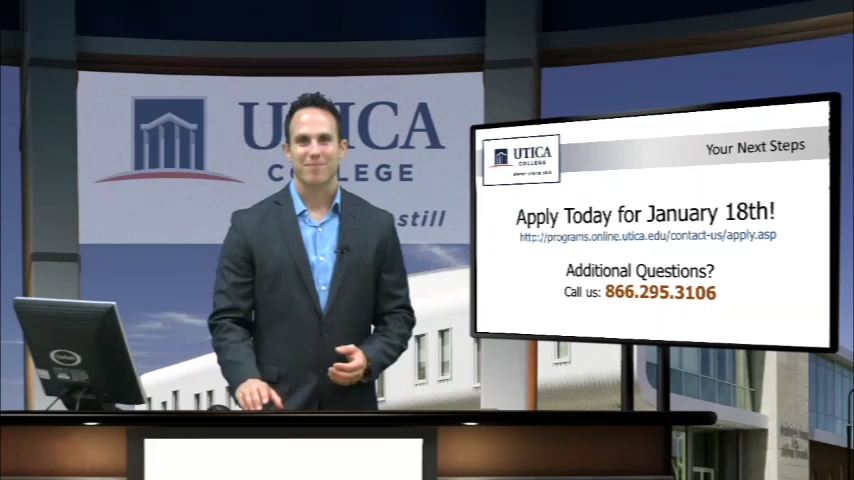 UTICA
COLLEGE
still
UTICA
COLLEGE
Your Next Steps
Apply Today for January 18th!
http://programs.online.utica.edu/contact-us/apply.asp
Additional Questions?
Call us: 866.295.3106